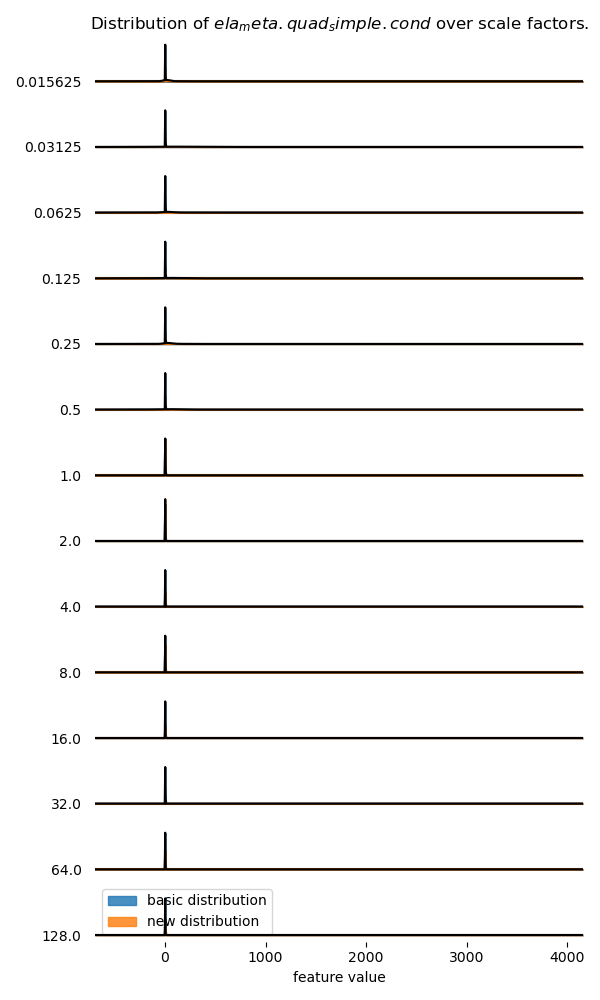 Distribution of $ela_meta.quad_simple.cond$ over scale factors.
0.015625
0.03125
0.0625
0.125
0.25
0.5
1.0
2.0
4.0
8.0
16.0
32.0
64.0
128.0
basic distribution
new distribution
0 1000 2000 3000 4000
feature value